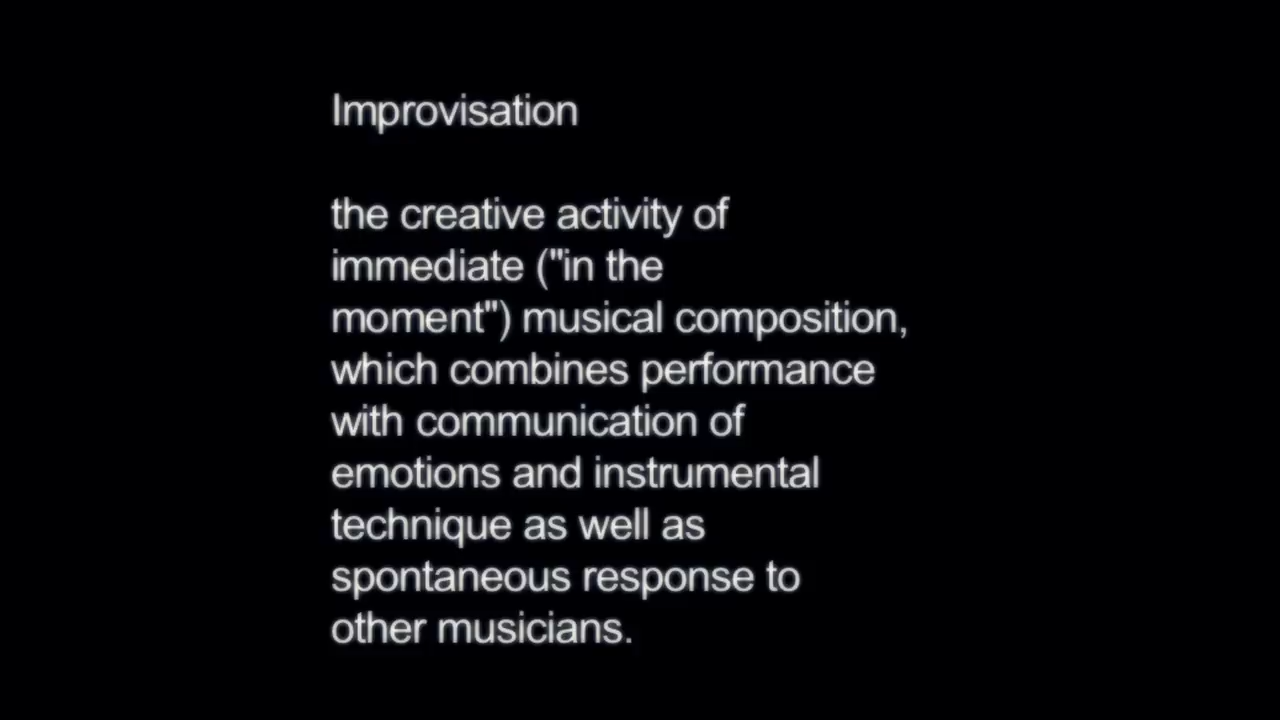 Improvisation
the creative activity of
immediate ("in the
moment") musical composition,
which combines performance
with communication of
emotions and instrumental
technique as well as
spontaneous response to
other musicians.